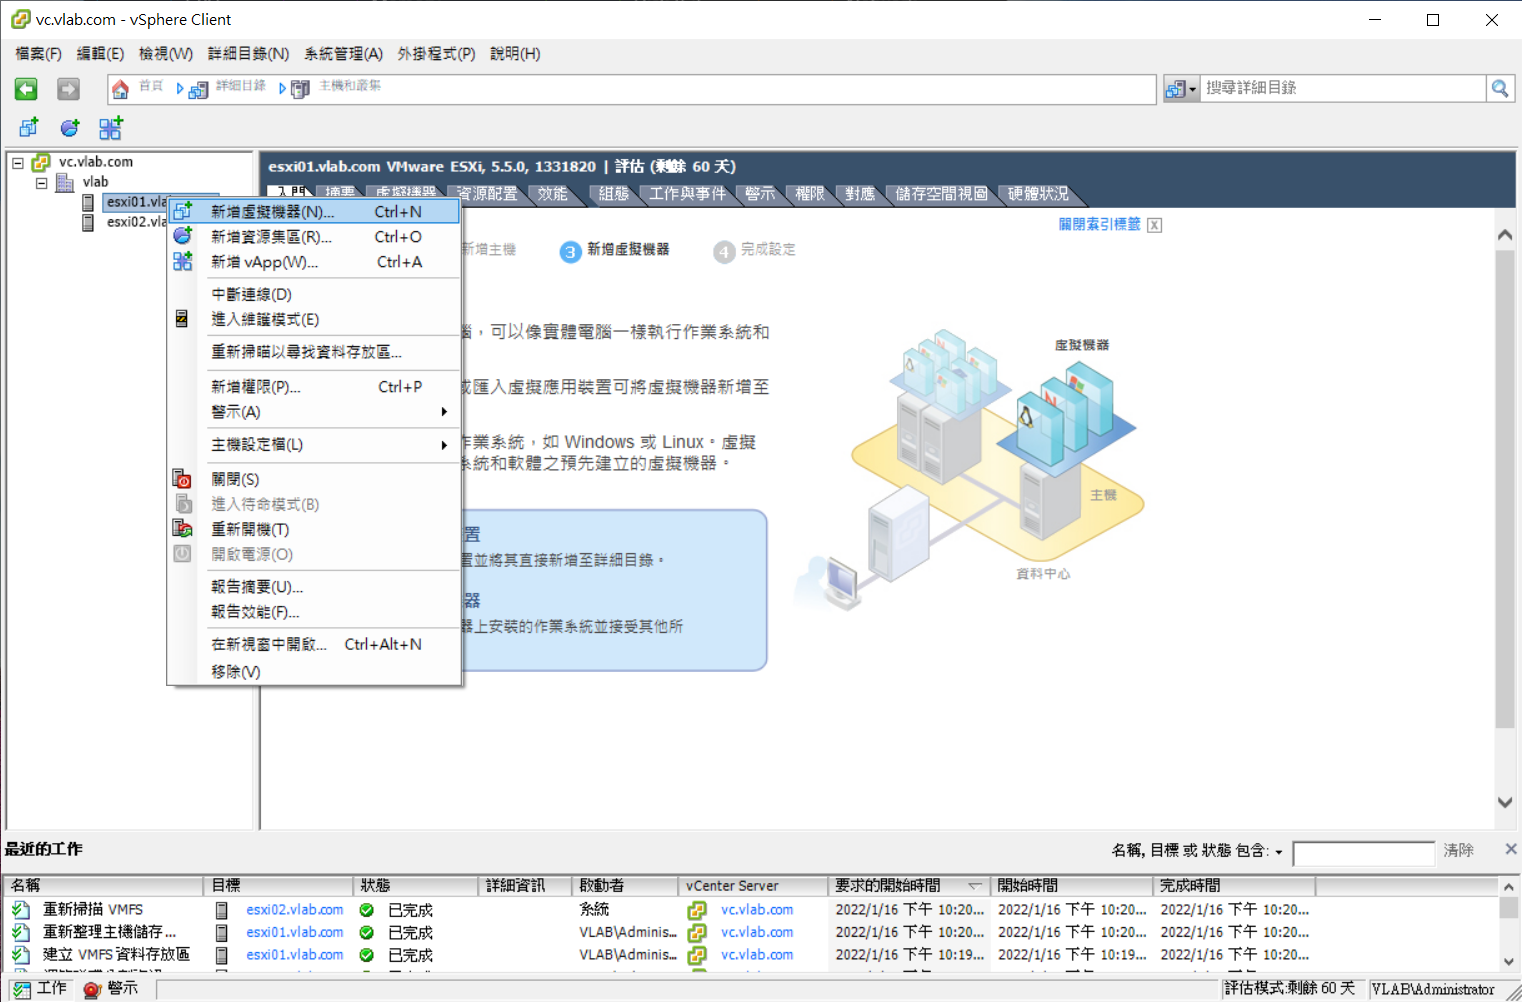 vc.vlab.com - vSphere Client
檔案(F) 編輯(E) 檢視(W) 詳細目錄(N) 系統管理(A) 外掛程式(P) 說明(H)
首頁 詳細目錄 主機和叢集
搜尋詳細目錄
vc.vlab.com
vlab
esxi01.vla
esxi02.vla
esxi01.vlab.com VMware ESXi, 5.5.0, 1331820 | 評估 (剩餘 60 天)
入門 摘要 虛擬機器 資源配置 效能 組態 工作與事件 警示 權限 對應 儲存空間視圖 硬體狀況
關閉索引標籤 X
新增主機 3 新增虛擬機器 4 完成設定
新增虛擬機器(N)... Ctrl+N
新增資源集區(R)... Ctrl+O
新增 vApp(W)... Ctrl+A
中斷連線(D)
進入維護模式(E)
重新掃瞄以尋找資料存放區...
新增權限(P)... Ctrl+P
警示(A)
主機設定檔(L)
關閉(S)
進入待命模式(B)
重新開機(T)
開啟電源(O)
報告摘要(U)...
報告效能(F)...
在新視窗中開啟... Ctrl+Alt+N
移除(V)
，可以像實體電腦一樣執行作業系統和
或匯入虛擬應用裝置可將虛擬機器新增至
作業系統，如 Windows 或 Linux。虛擬
系統和軟體之預先建立的虛擬機器。
置
置並將其直接新增至詳細目錄。
器
器上安裝的作業系統並接受其他所
虛擬機器
主機
資料中心
最近的工作
名稱, 目標 或 狀態 包含: 清除
名稱 目標 狀態 詳細資訊 啟動者 vCenter Server 要求的開始時間 開始時間 完成時間
重新掃描 VMFS esxi02.vlab.com 已完成 系統 vc.vlab.com 2022/1/16 下午 10:20... 2022/1/16 下午 10:20... 2022/1/16 下午 10:20...
重新整理主機儲存... esxi01.vlab.com 已完成 VLAB\Adminis... vc.vlab.com 2022/1/16 下午 10:20... 2022/1/16 下午 10:20... 2022/1/16 下午 10:20...
建立 VMFS 資料存放區 esxi01.vlab.com 已完成 VLAB\Adminis... vc.vlab.com 2022/1/16 下午 10:19... 2022/1/16 下午 10:19... 2022/1/16 下午 10:19...
工作 警示
評估模式:剩餘 60 天 VLAB\Administrator